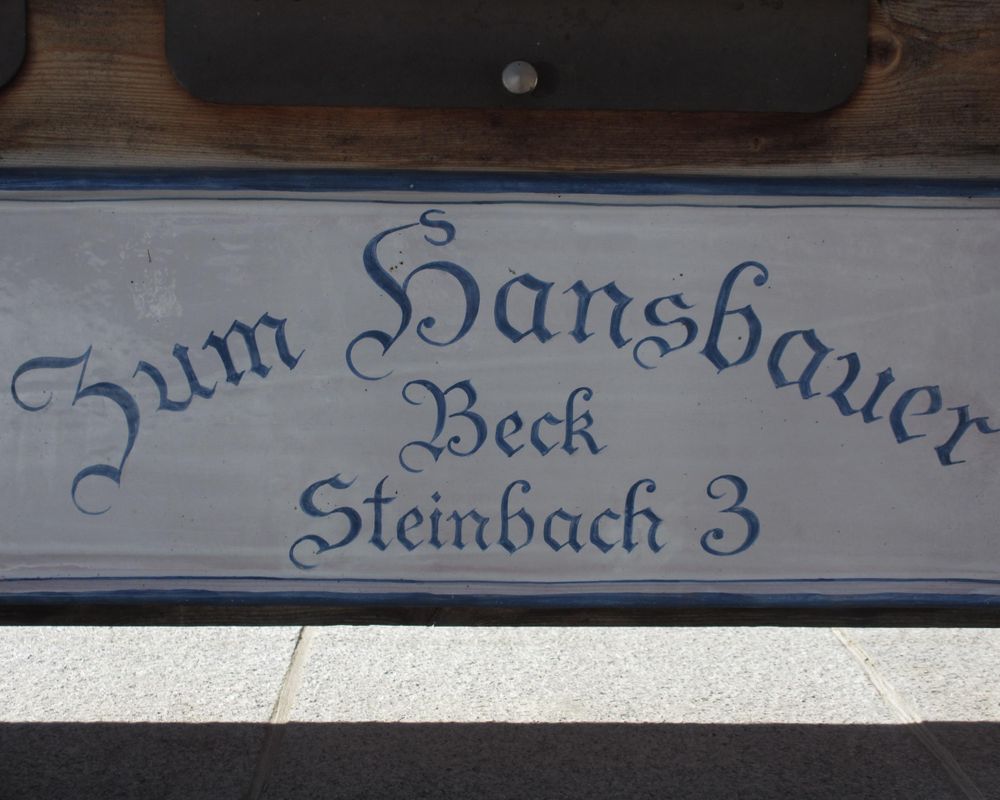 Zum Hansbauer
Beck
Steinbach 3